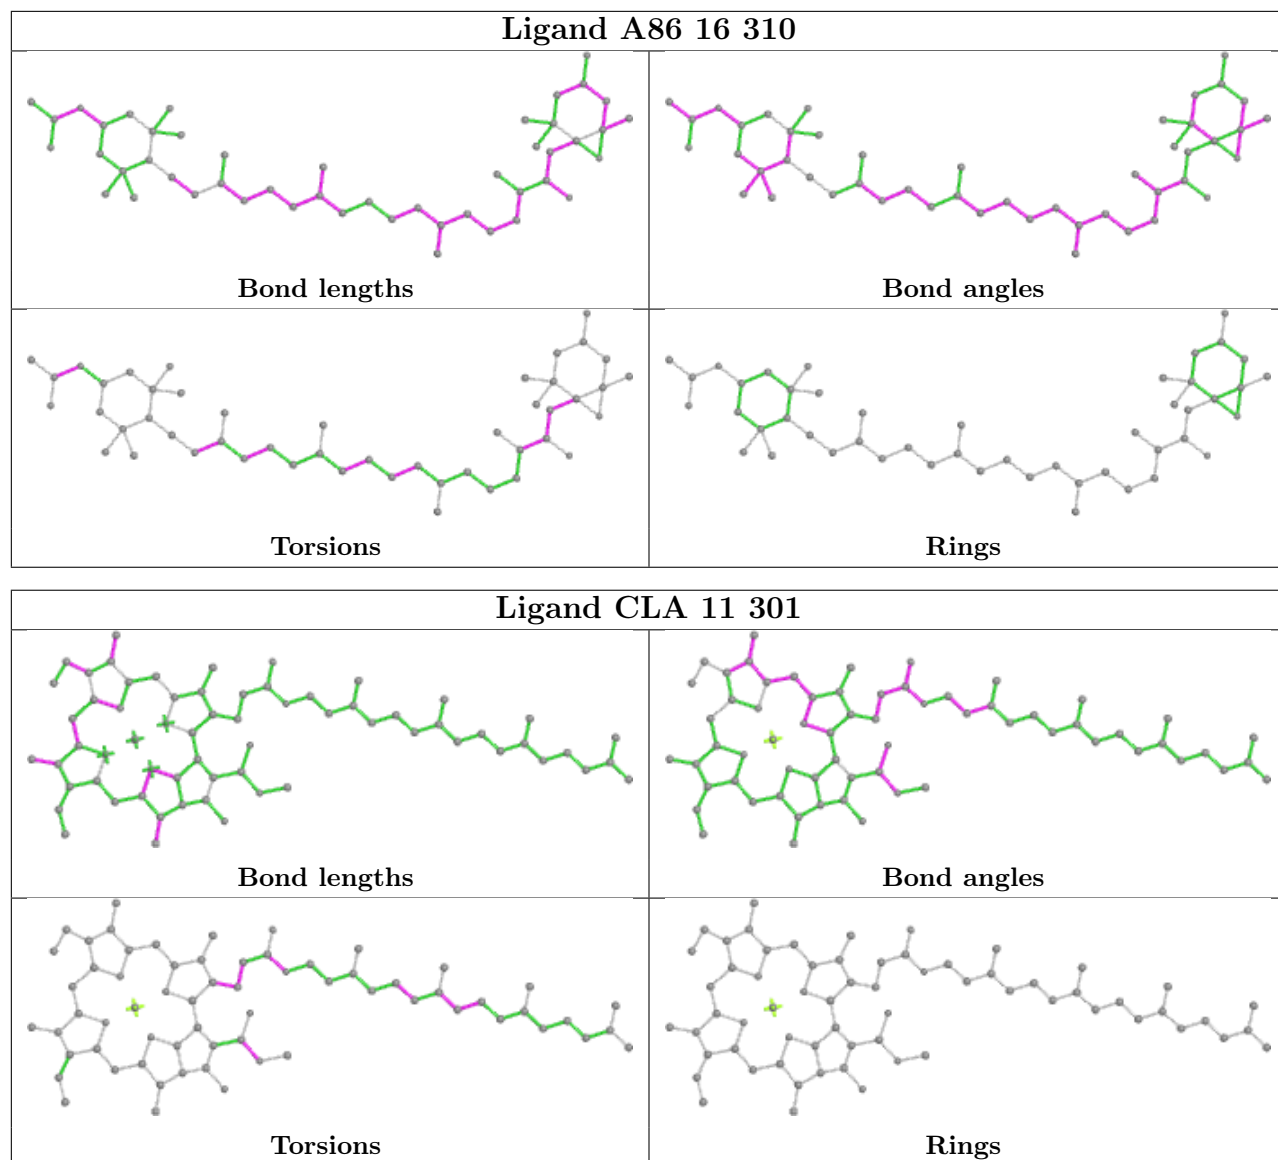 Ligand A86 16 310
Bond lengths
Bond angles
Torsions
Rings
Ligand CLA 11 301
Bond lengths
Bond angles
Torsions
Rings